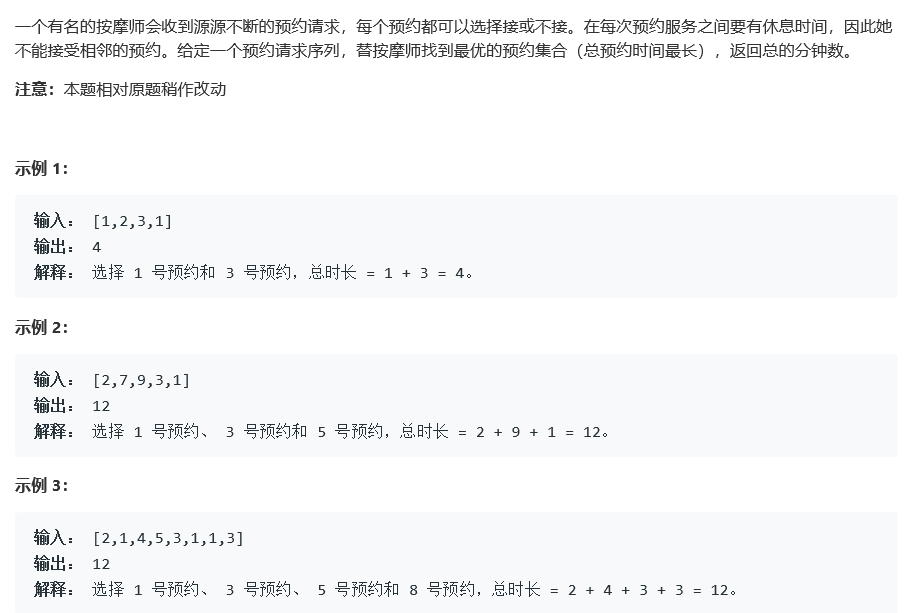 一个有名的按摩师会收到源源不断的预约请求，每个预约都可以选择接或不接。在每次预约服务之间要有休息时间，因此她
不能接受相邻的预约。给定一个预约请求序列，替按摩师找到最优的预约集合（总预约时间最长），返回总的分钟数。
注意：本题相对原题稍作改动
示例 1：
输入： [1,2,3,1]
输出： 4
解释： 选择 1 号预约和 3 号预约，总时长 = 1 + 3 = 4。
示例 2：
输入： [2,7,9,3,1]
输出： 12
解释： 选择 1 号预约、 3 号预约和 5 号预约，总时长 = 2 + 9 + 1 = 12。
示例 3：
输入： [2,1,4,5,3,1,1,3]
输出： 12
解释： 选择 1 号预约、 3 号预约、 5 号预约和 8 号预约，总时长 = 2 + 4 + 3 + 3 = 12。